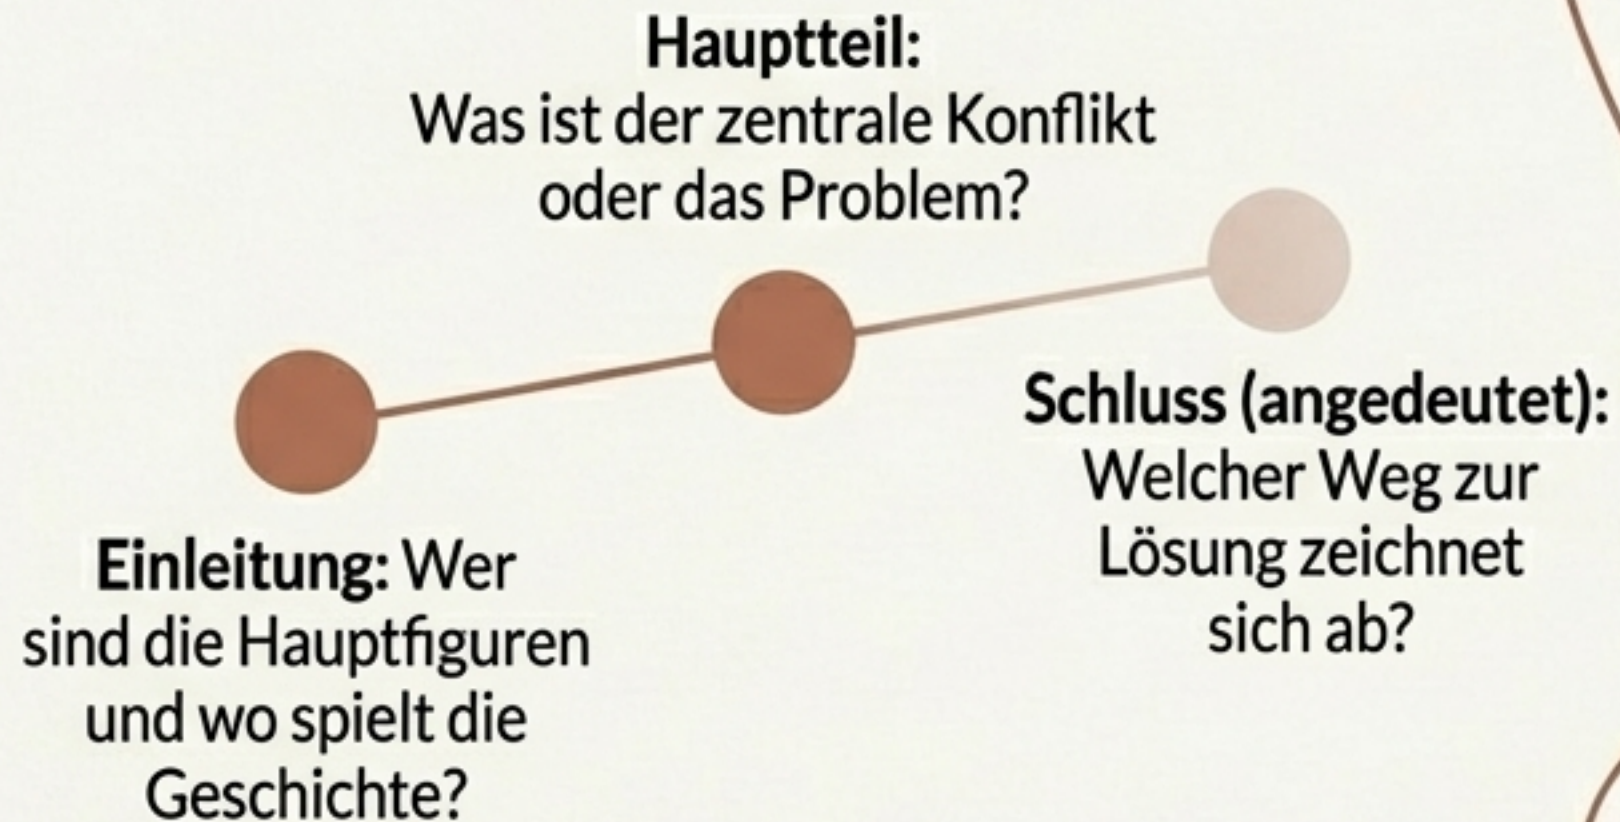 Hauptteil:
Was ist der zentrale Konflikt
oder das Problem?
Einleitung: Wer
sind die Hauptfiguren
und wo spielt die
Geschichte?
Schluss (angedeutet):
Welcher Weg zur
Lösung zeichnet
sich ab?